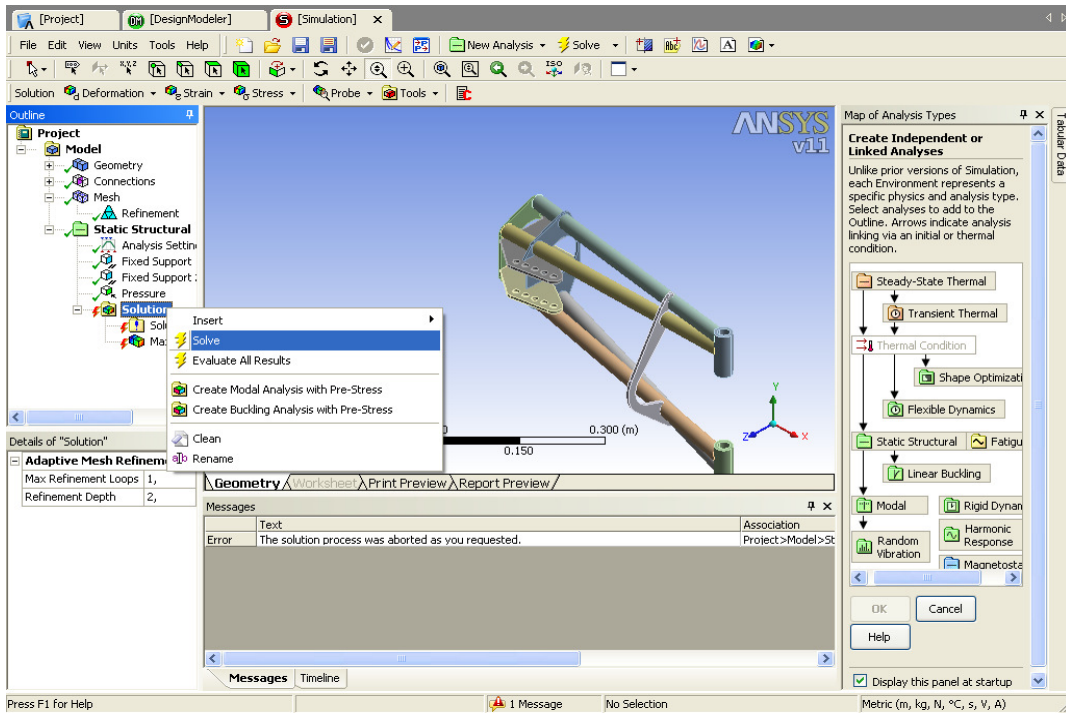 [Project]
[DesignModeler]
[Simulation]
File Edit View Units Tools Help
New Analysis
Solve
Solution Deformation Strain Stress Probe Tools
Outline
Project
Model
Geometry
Connections
Mesh
Refinement
Static Structural
Analysis Settin
Fixed Support
Fixed Support 2
Pressure
Solution
Solu
Max
Insert
Solve
Evaluate All Results
Create Modal Analysis with Pre-Stress
Create Buckling Analysis with Pre-Stress
Clean
Rename
Details of "Solution"
Adaptive Mesh Refinem
Max Refinement Loops 1,
Refinement Depth 2,
ANSYS
v11
0.300 (m)
0.150
Y
Z
X
Geometry Worksheet Print Preview Report Preview
Messages
Text Association
Error The solution process was aborted as you requested. Project>Model>St
Messages Timeline
Map of Analysis Types
Create Independent or
Linked Analyses
Unlike prior versions of Simulation,
each Environment represents a
specific physics and analysis type.
Select analyses to add to the
Outline. Arrows indicate analysis
linking via an initial or thermal
condition.
Steady-State Thermal
Transient Thermal
Thermal Condition
Shape Optimizati
Flexible Dynamics
Static Structural Fatigu
Linear Buckling
Modal Rigid Dynan
Random
Vibration
Harmonic
Response
Magnetosta
OK Cancel
Help
Display this panel at startup
Tabular Data
Press F1 for Help 1 Message No Selection Metric (m, kg, N, °C, s, V, A)